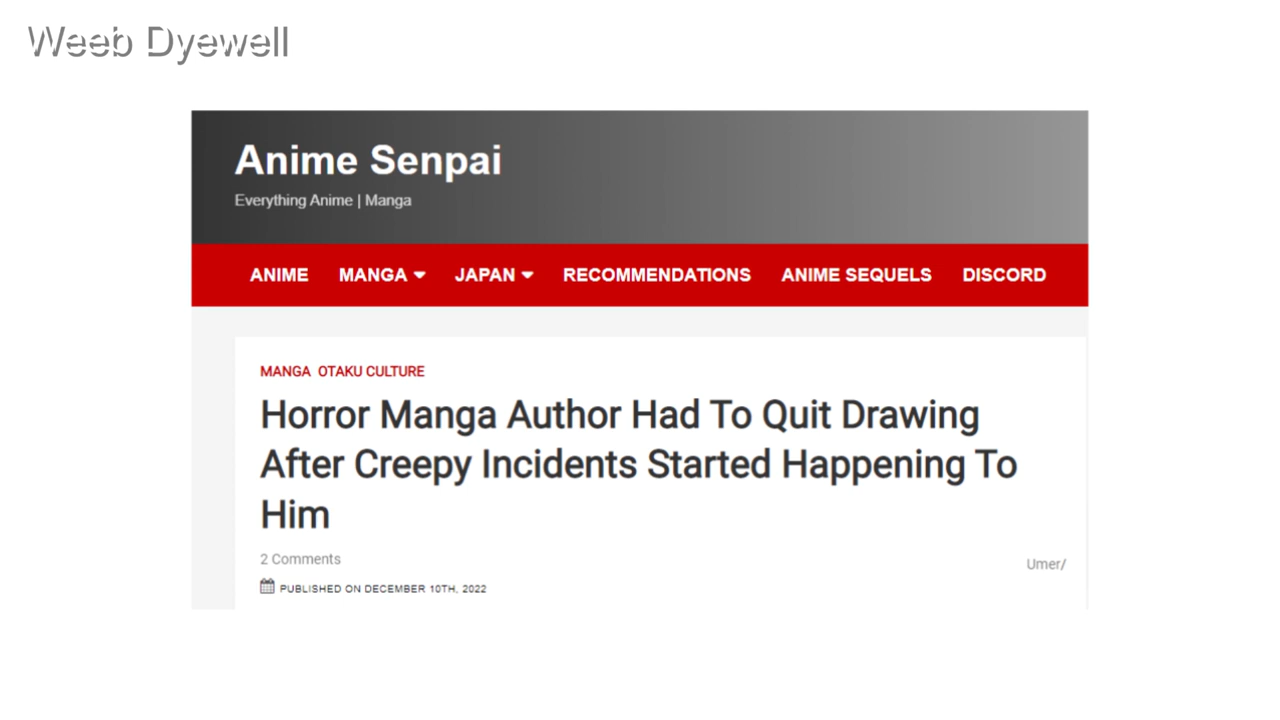 Weeb Dyewell
Anime Senpai
Everything Anime | Manga
ANIME MANGA JAPAN RECOMMENDATIONS ANIME SEQUELS DISCORD
MANGA OTAKU CULTURE
Horror Manga Author Had To Quit Drawing
After Creepy Incidents Started Happening To
Him
2 Comments
Umer/
PUBLISHED ON DECEMBER 10TH, 2022